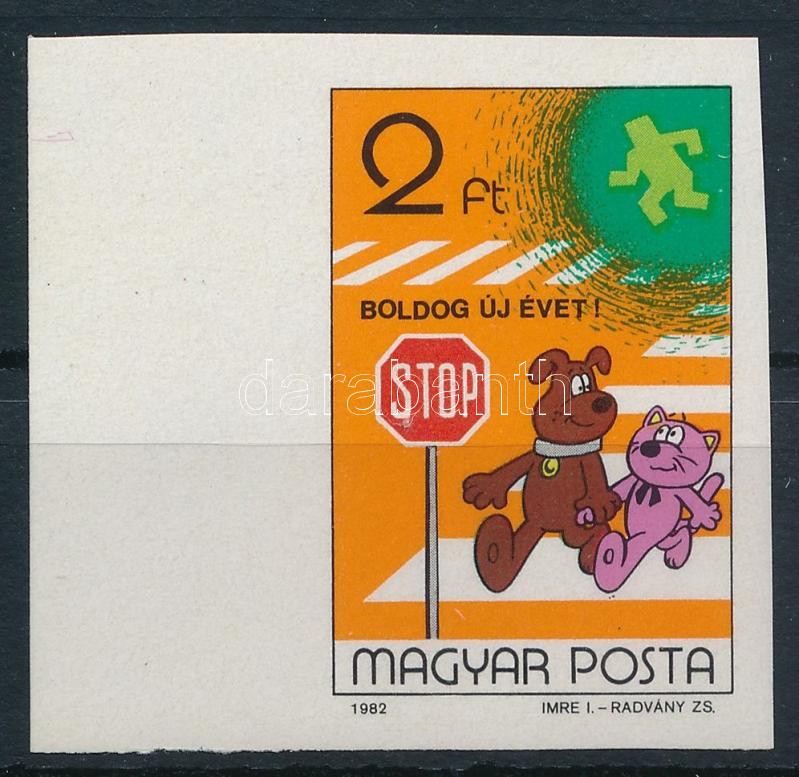 2 Ft
BOLDOG ÚJ ÉVET!
STOP
darabanth
MAGYAR POSTA
1982 IMRE I. – RADVÁNY ZS.